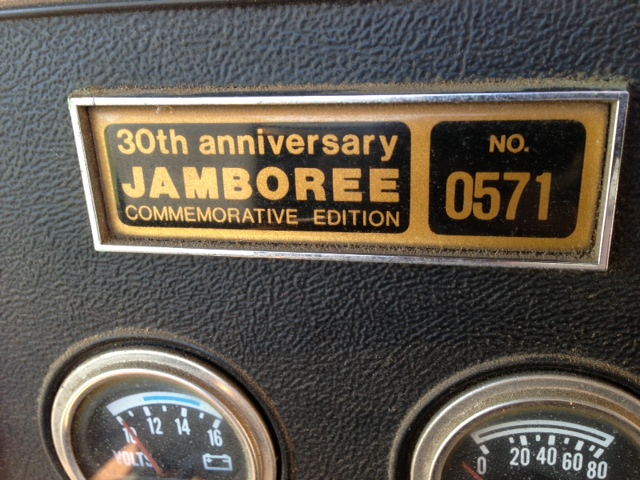 30th anniversary
JAMBOREE
COMMEMORATIVE EDITION
NO.
0571
10 12 14 16
VOLTS
0 20 40 60 80